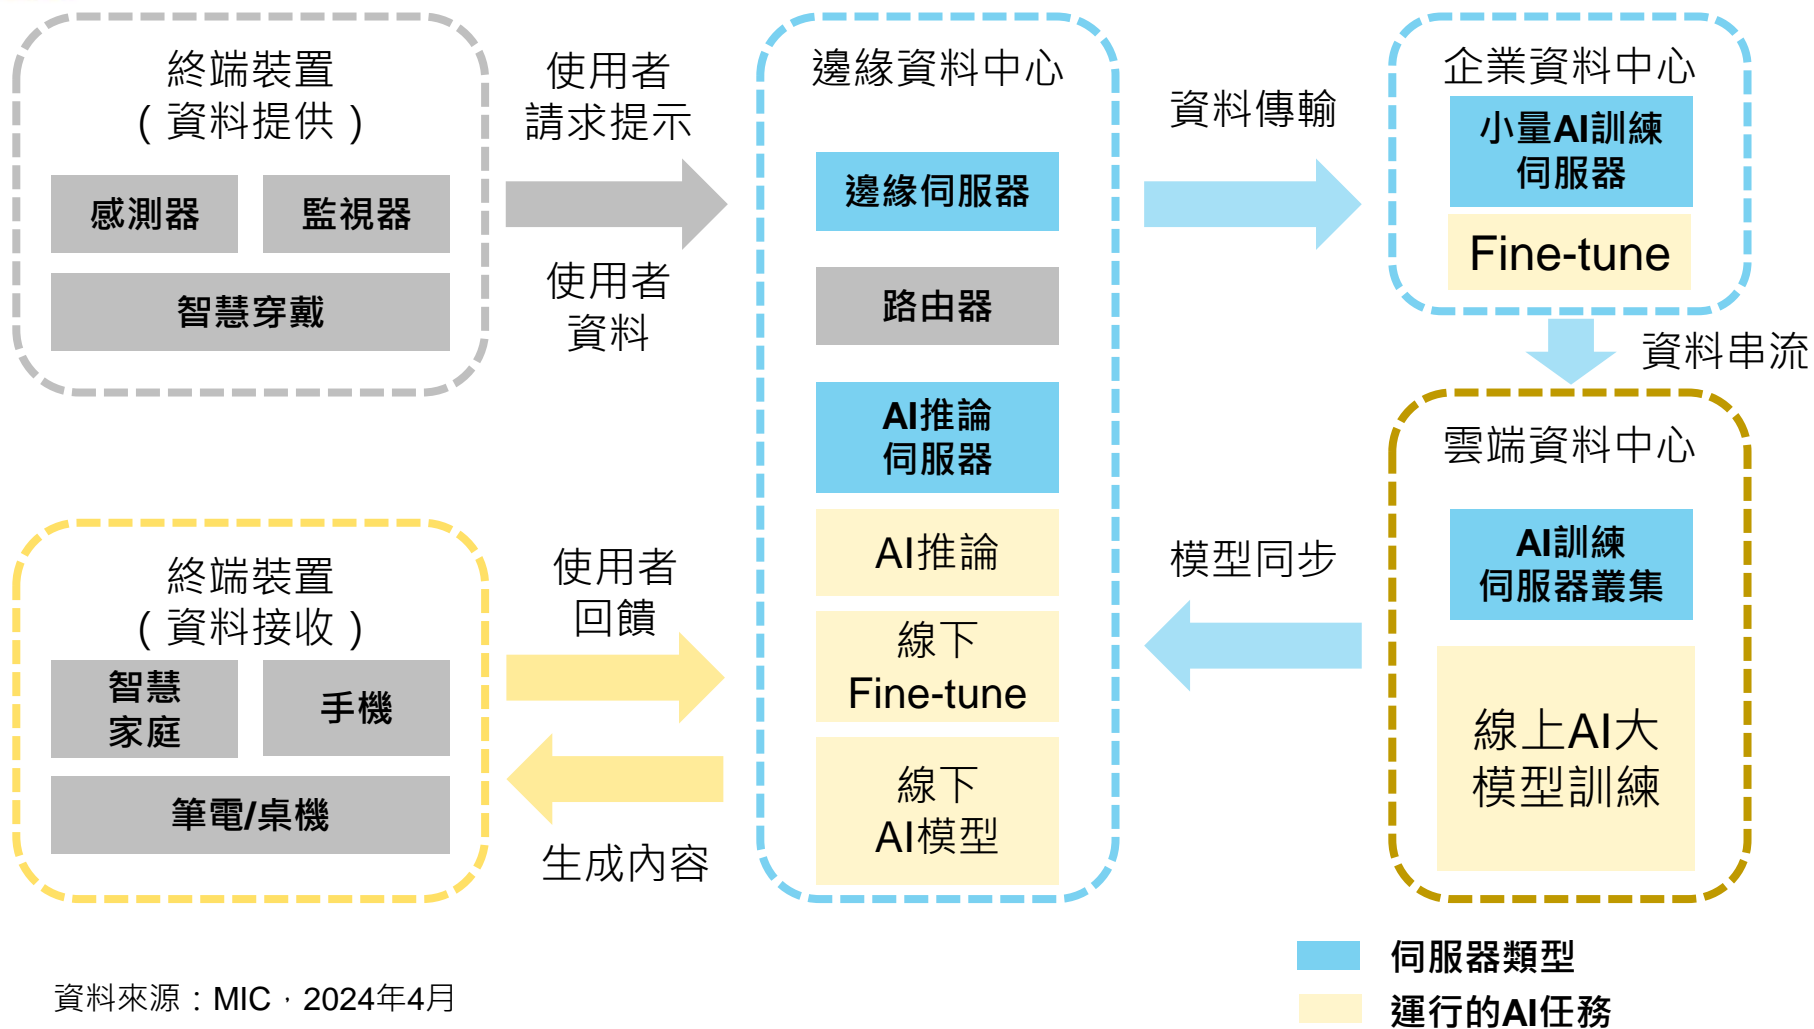 終端裝置
（資料提供）
感測器
監視器
智慧穿戴
使用者
請求提示
使用者
資料
終端裝置
（資料接收）
智慧
家庭
手機
筆電/桌機
使用者
回饋
生成內容
邊緣資料中心
邊緣伺服器
路由器
AI推論
伺服器
AI推論
線下
Fine-tune
線下
AI模型
資料傳輸
模型同步
企業資料中心
小量AI訓練
伺服器
Fine-tune
資料串流
雲端資料中心
AI訓練
伺服器叢集
線上AI大
模型訓練
伺服器類型
運行的AI任務
資料來源：MIC，2024年4月